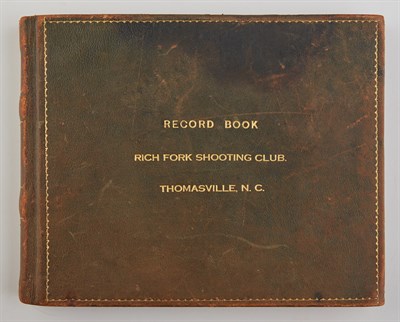 RECORD BOOK
RICH FORK SHOOTING CLUB.
THOMASVILLE, N. C.